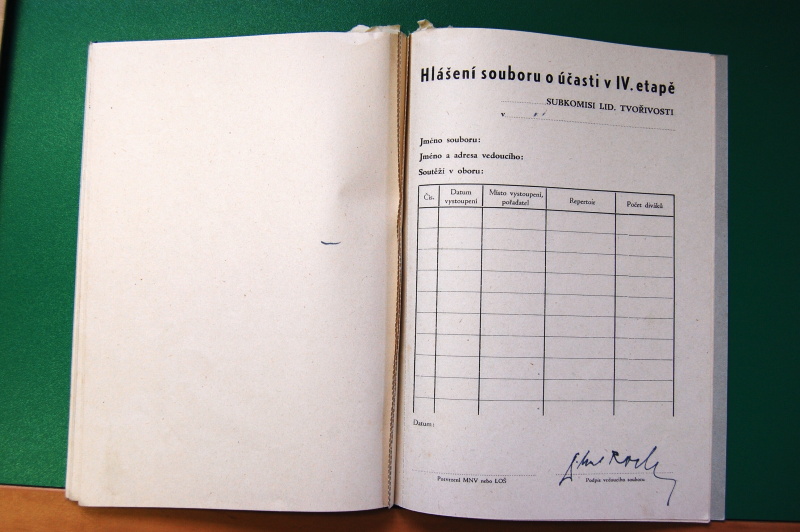 Hlášení souboru o účasti v IV. etapě
SUBKOMISI LID. TVOŘIVOSTI
v
Jméno souboru:
Jméno a adresa vedoucího:
Soutěží v oboru:
Čís.
Datum
vystoupení
Místo vystoupení,
pořadatel
Repertoir
Počet diváků
Datum:
Potvrzení MNV nebo LOŠ
Podpis vedoucího souboru